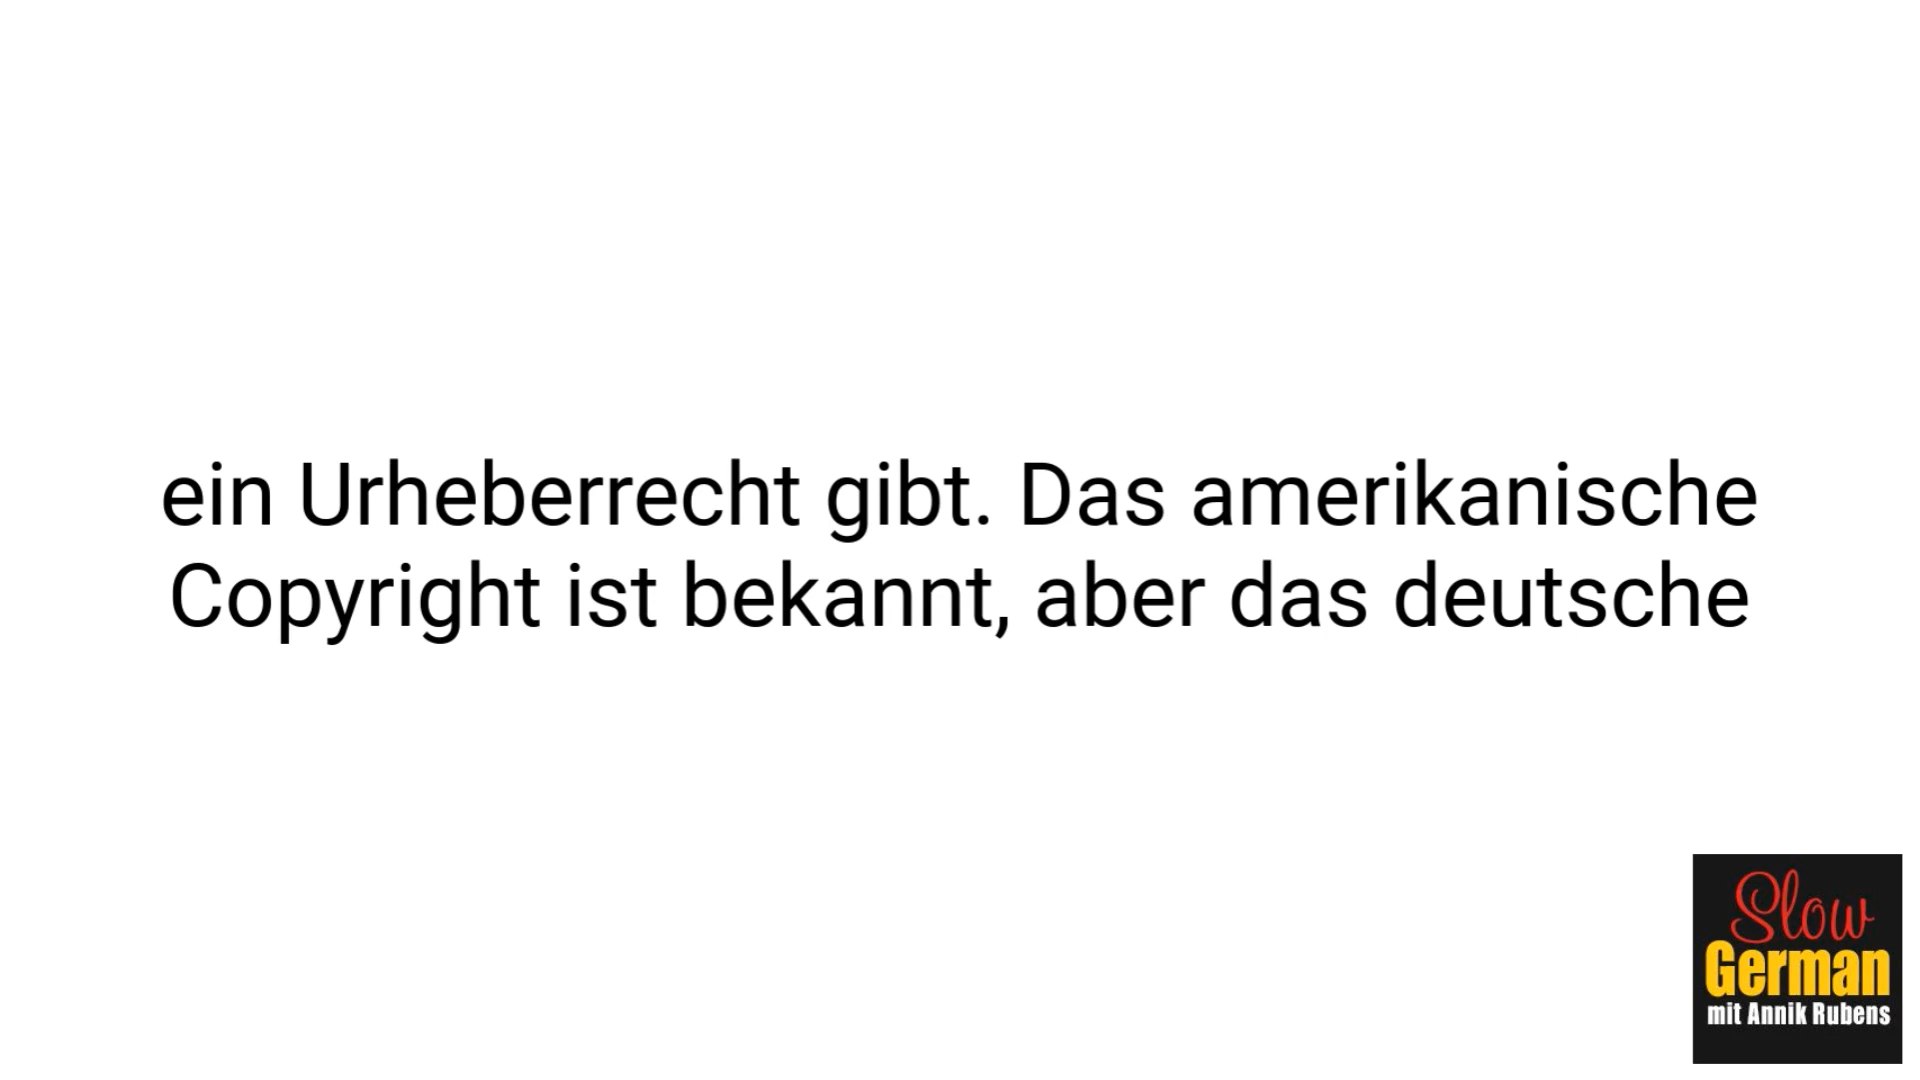 ein Urheberrecht gibt. Das amerikanische
Copyright ist bekannt, aber das deutsche
Slow
German
mit Annik Rubens